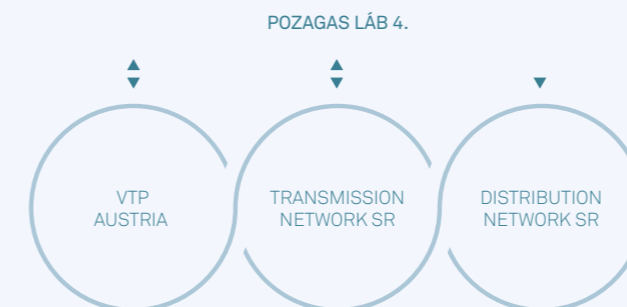 POZAGAS LÁB 4.
VTP
AUSTRIA
TRANSMISSION
NETWORK SR
DISTRIBUTION
NETWORK SR